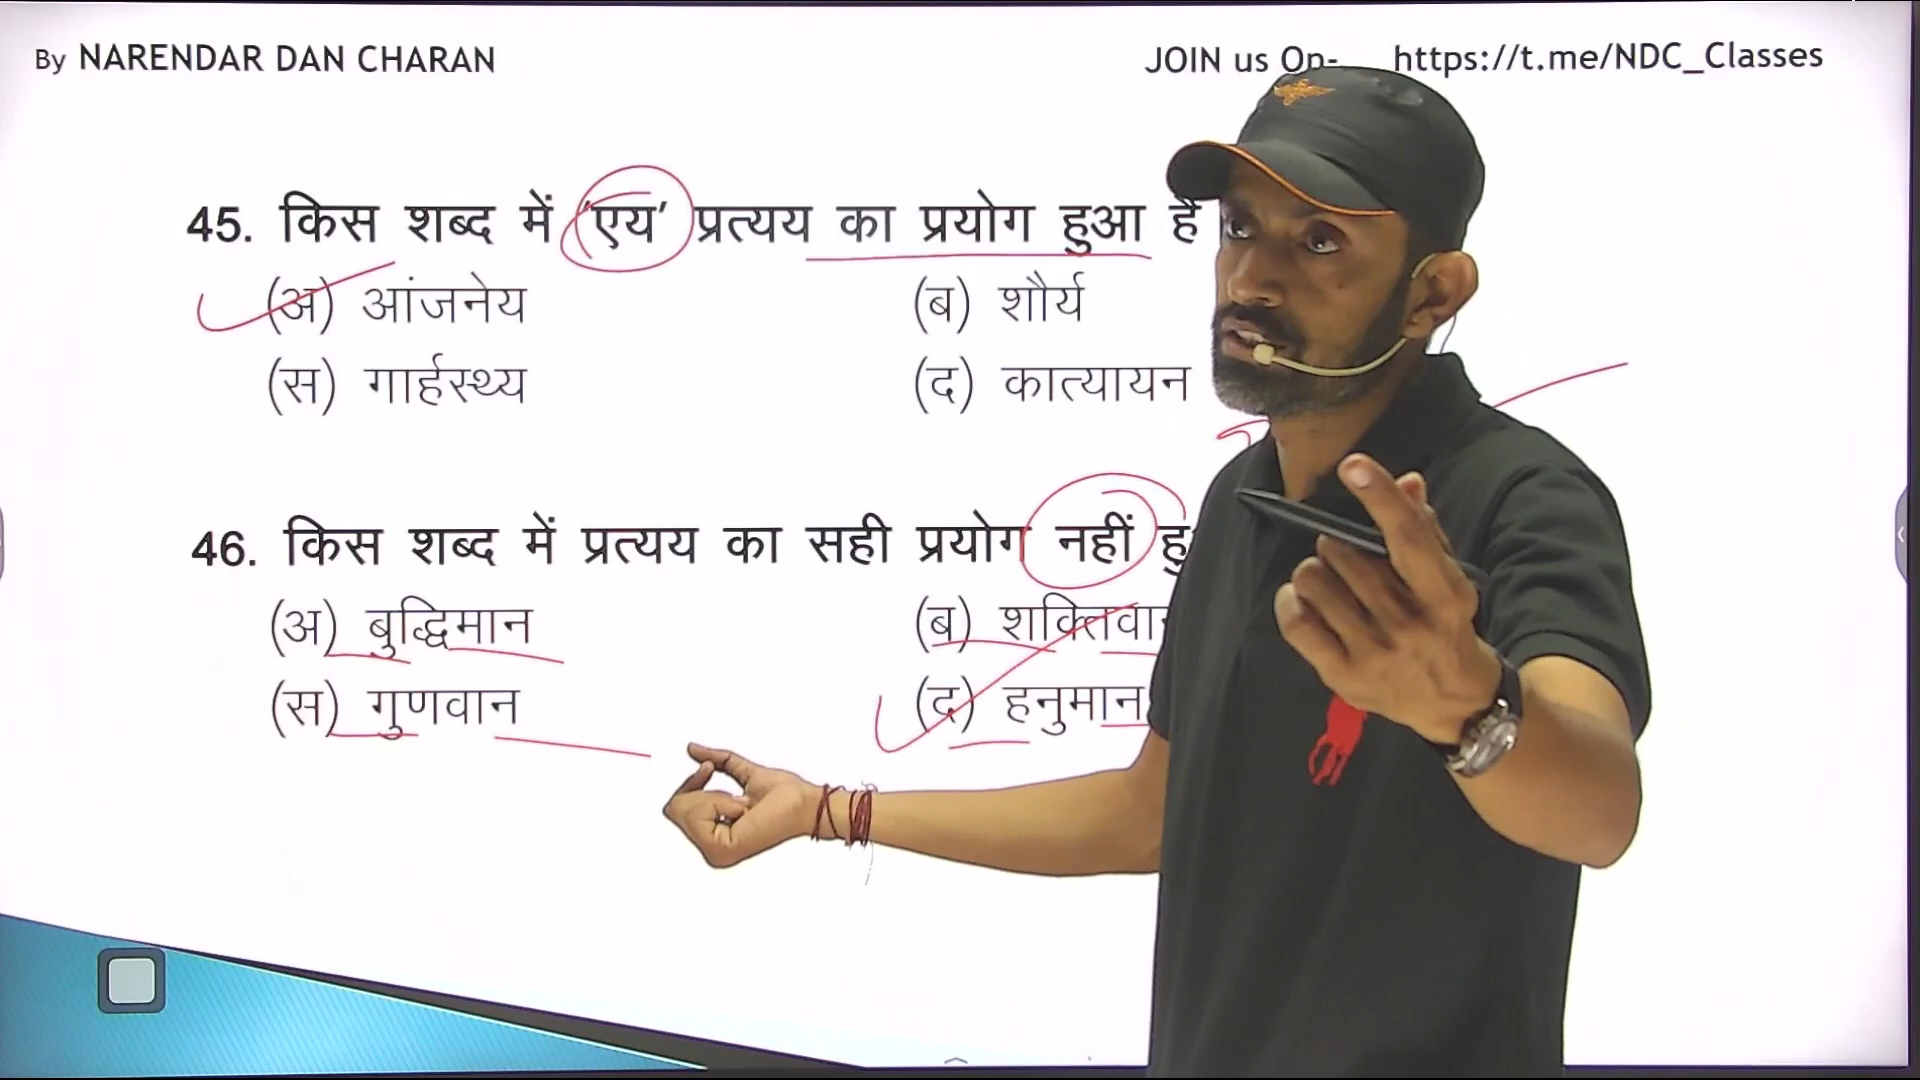 By NARENDAR DAN CHARAN
JOIN us On- https://t.me/NDC_Classes
45. किस शब्द में 'एय' प्रत्यय का प्रयोग हुआ है
(अ) आंजनेय (ब) शौर्य
(स) गार्हस्थ्य (द) कात्यायन
46. किस शब्द में प्रत्यय का सही प्रयोग नहीं
(अ) बुद्धिमान
(ब)
(स) गुणवान (द) हनुमान